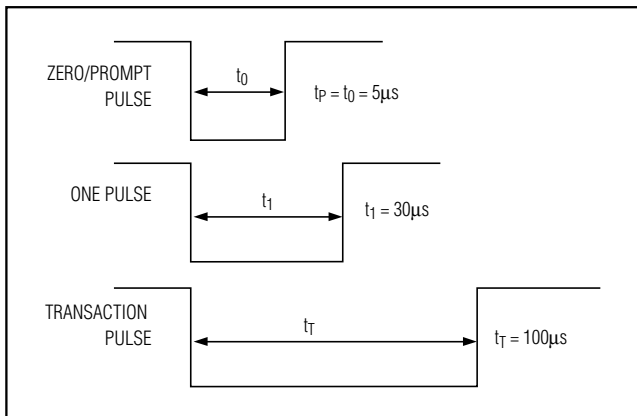 ZERO/PROMPT
PULSE
t0
tP = t0 = 5µs
ONE PULSE
t1
t1 = 30µs
TRANSACTION
PULSE
tT
tT = 100µs